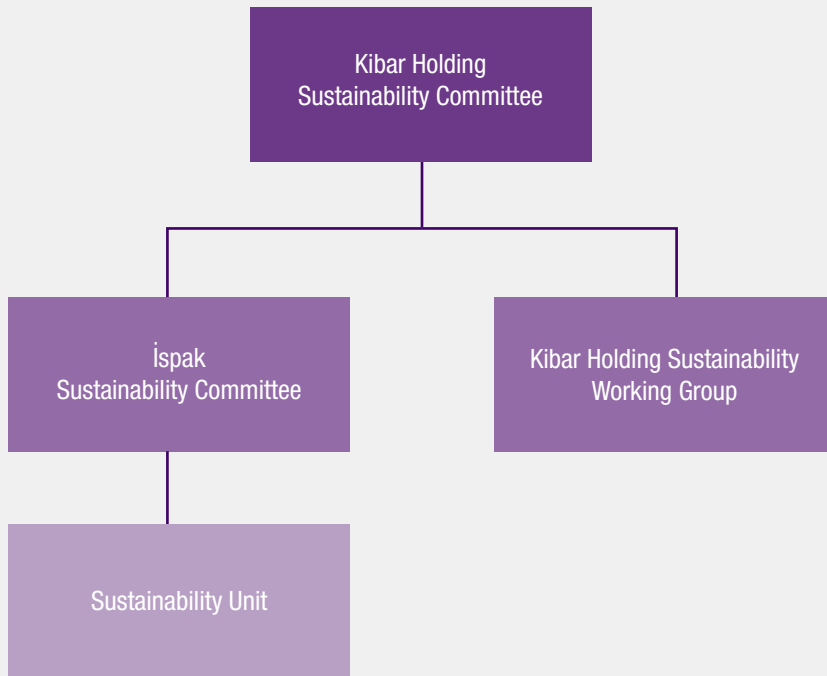 Kibar Holding
Sustainability Committee
İspak
Sustainability Committee
Kibar Holding Sustainability
Working Group
Sustainability Unit